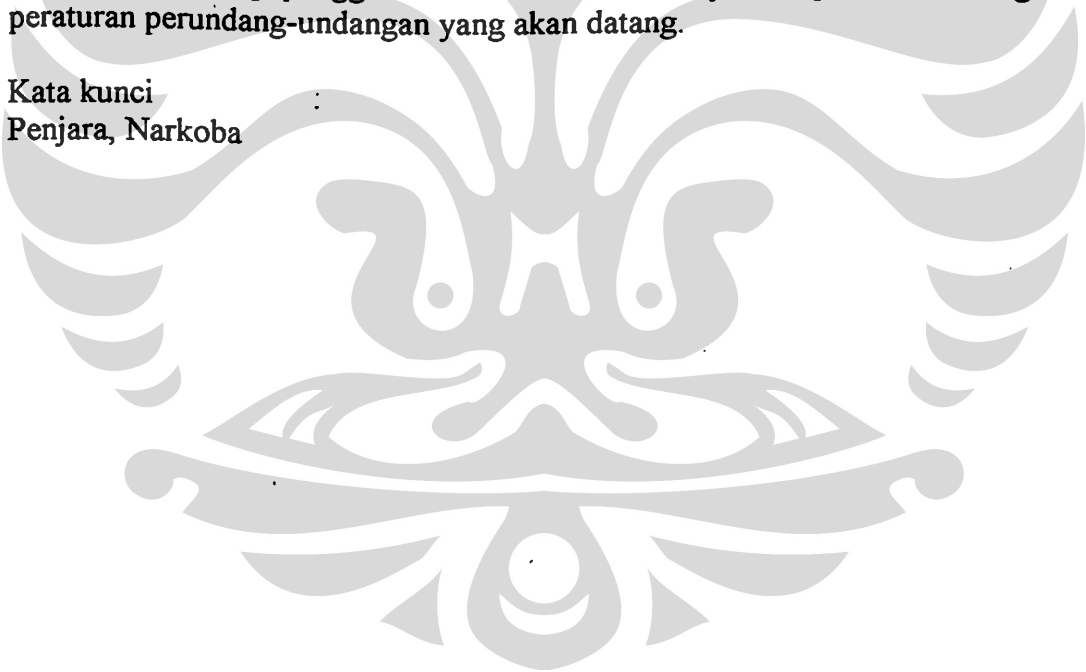 peraturan perundang-undangan yang akan datang.
Kata kunci :
Penjara, Narkoba